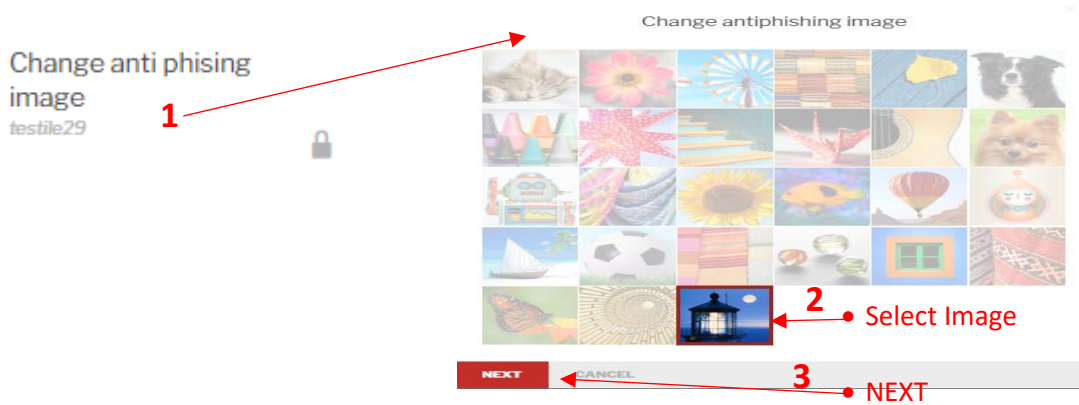 Change antiphishing image
Change anti phising
image
testile29
1
2
Select Image
NEXT
CANCEL
3
NEXT